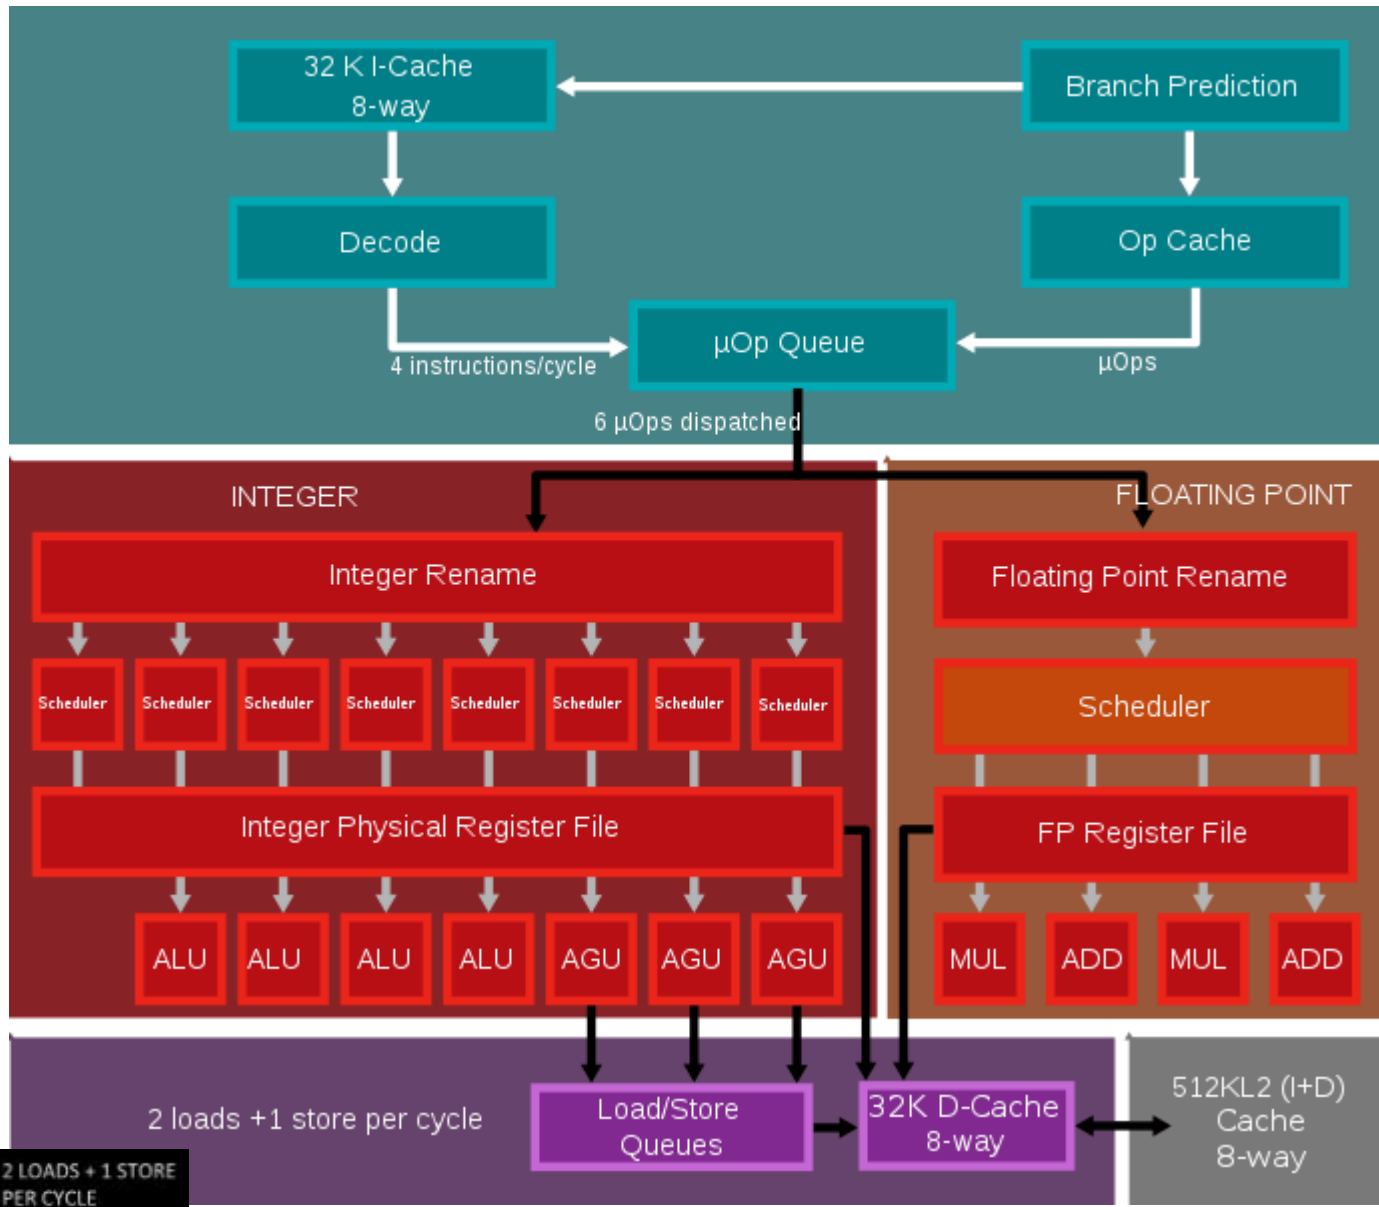 32 K I-Cache
8-way
Branch Prediction
Decode
Op Cache
µOp Queue
4 instructions/cycle
µOps
6 µOps dispatched
INTEGER
FLOATING POINT
Integer Rename
Floating Point Rename
Scheduler
Scheduler
Scheduler
Scheduler
Scheduler
Scheduler
Scheduler
Scheduler
Scheduler
Integer Physical Register File
FP Register File
ALU
ALU
ALU
ALU
AGU
AGU
AGU
MUL
ADD
MUL
ADD
2 loads +1 store per cycle
Load/Store
Queues
32K D-Cache
8-way
512KL2 (I+D)
Cache
8-way
2 LOADS + 1 STORE
PER CYCLE